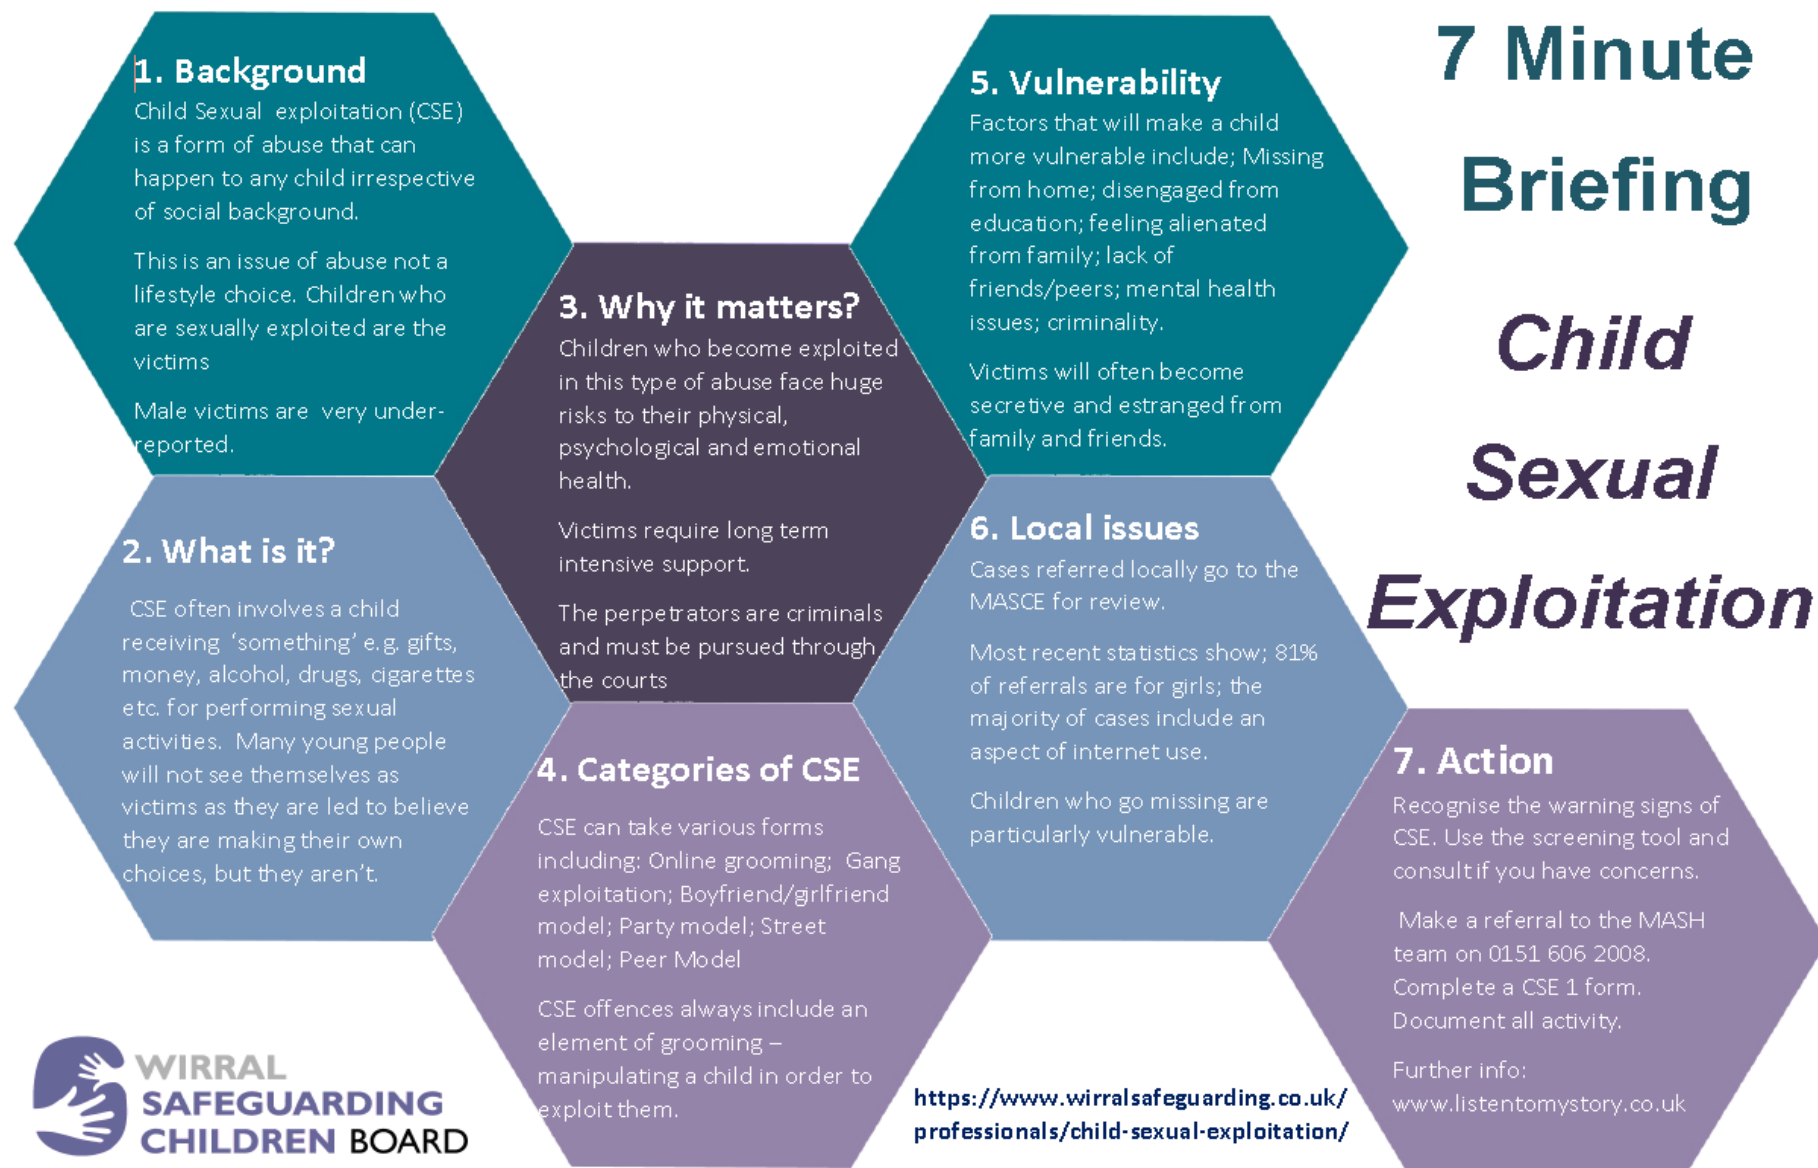 7 Minute
Briefing
Child
Sexual
Exploitation
1. Background
Child Sexual exploitation (CSE)
is a form of abuse that can
happen to any child irrespective
of social background.
This is an issue of abuse not a
lifestyle choice. Children who
are sexually exploited are the
victims
Male victims are very under-
reported.
2. What is it?
CSE often involves a child
receiving ‘something’ e.g. gifts,
money, alcohol, drugs, cigarettes
etc. for performing sexual
activities. Many young people
will not see themselves as
victims as they are led to believe
they are making their own
choices, but they aren’t.
3. Why it matters?
Children who become exploited
in this type of abuse face huge
risks to their physical,
psychological and emotional
health.
Victims require long term
intensive support.
The perpetrators are criminals
and must be pursued through
the courts
4. Categories of CSE
CSE can take various forms
including: Online grooming; Gang
exploitation; Boyfriend/girlfriend
model; Party model; Street
model; Peer Model
CSE offences always include an
element of grooming –
manipulating a child in order to
exploit them.
5. Vulnerability
Factors that will make a child
more vulnerable include; Missing
from home; disengaged from
education; feeling alienated
from family; lack of
friends/peers; mental health
issues; criminality.
Victims will often become
secretive and estranged from
family and friends.
6. Local issues
Cases referred locally go to the
MASCE for review.
Most recent statistics show; 81%
of referrals are for girls; the
majority of cases include an
aspect of internet use.
Children who go missing are
particularly vulnerable.
7. Action
Recognise the warning signs of
CSE. Use the screening tool and
consult if you have concerns.
Make a referral to the MASH
team on 0151 606 2008.
Complete a CSE 1 form.
Document all activity.
Further info:
www.listentomystory.co.uk
WIRRAL
SAFEGUARDING
CHILDREN BOARD
https://www.wirralsafeguarding.co.uk/
professionals/child-sexual-exploitation/